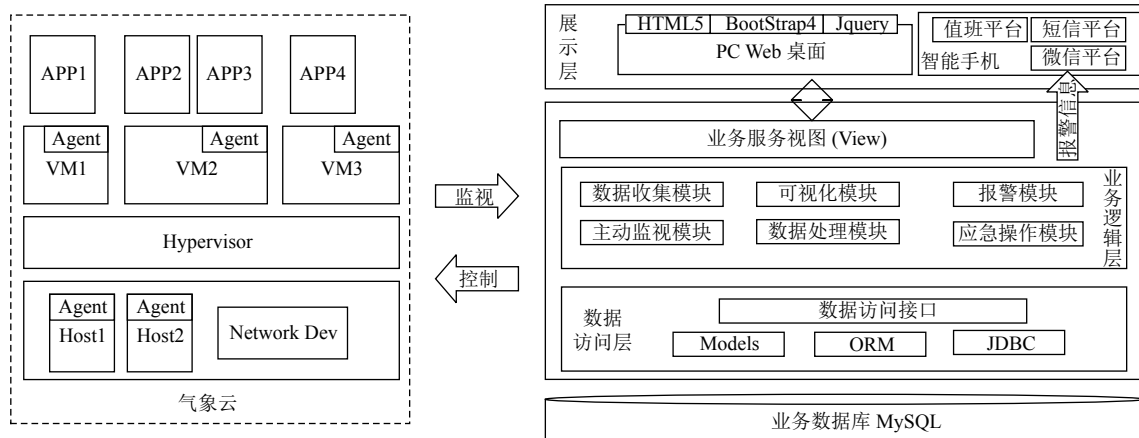 APP1
APP2
APP3
APP4
Agent
VM1
Agent
VM2
Agent
VM3
Hypervisor
Agent
Host1
Agent
Host2
Network Dev
气象云
监视
控制
展示层
HTML5
BootStrap4
Jquery
PC Web 桌面
值班平台
短信平台
智能手机
微信平台
报警信息
业务服务视图 (View)
数据收集模块
可视化模块
报警模块
主动监视模块
数据处理模块
应急操作模块
业务逻辑层
数据访问接口
数据
访问层
Models
ORM
JDBC
业务数据库 MySQL